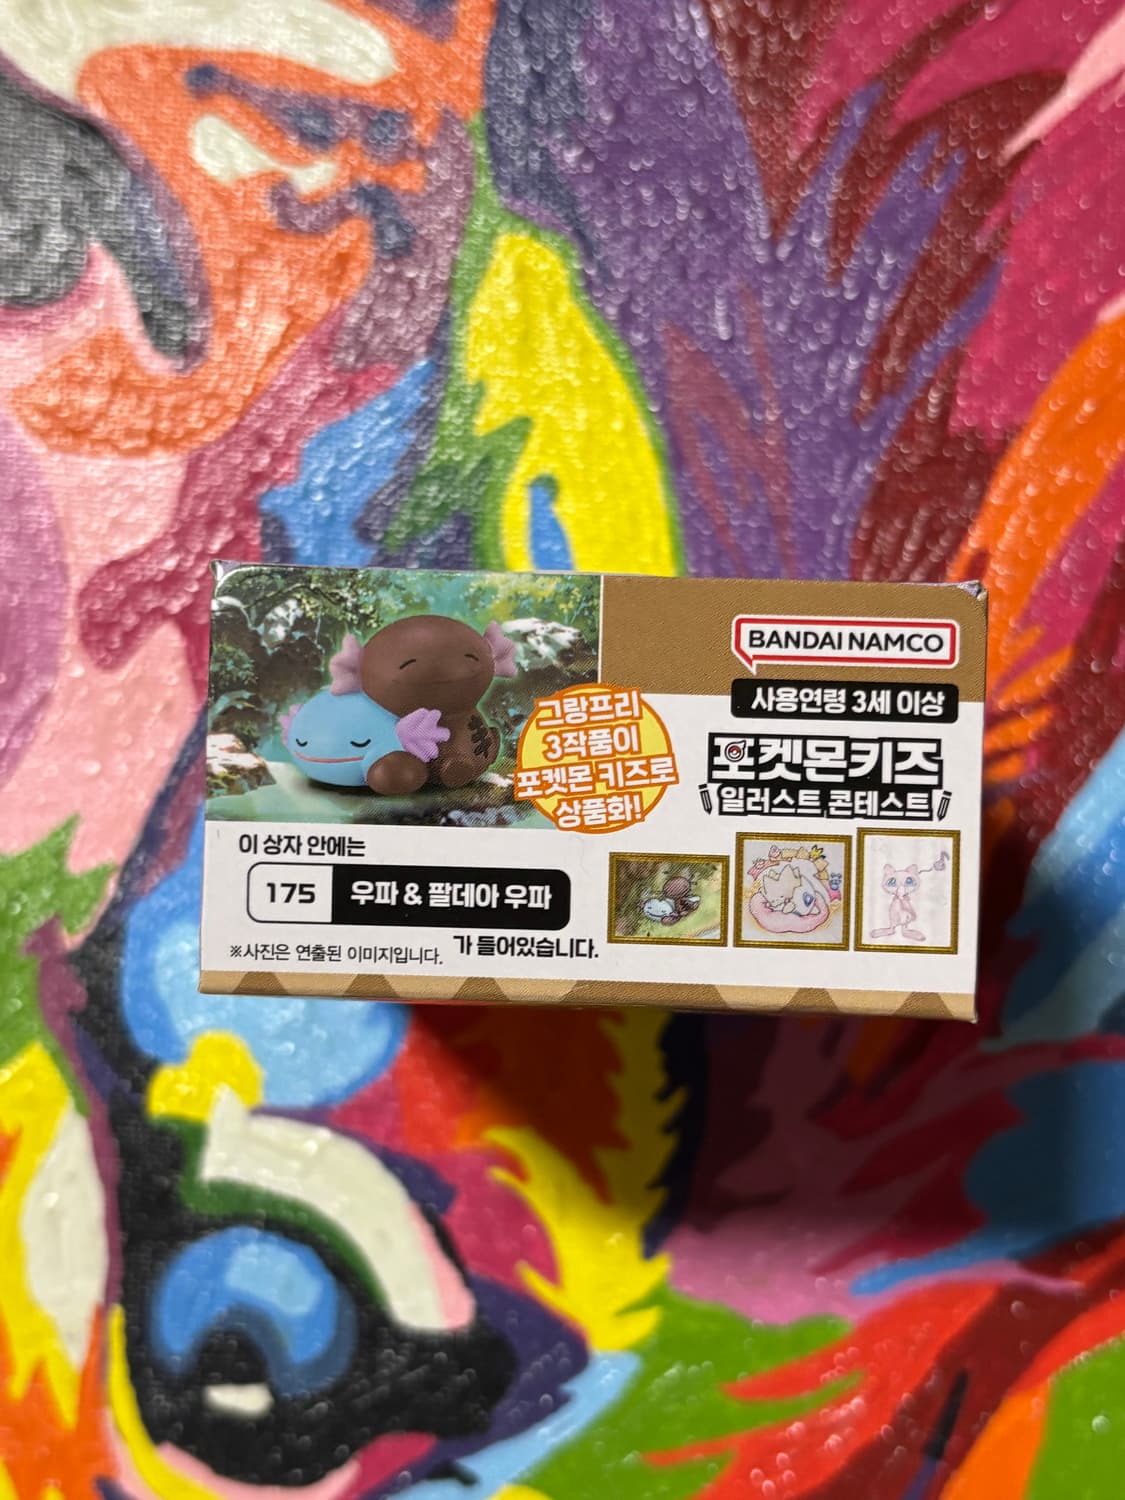 BANDAI NAMCO
사용연령 3세 이상
포켓몬키즈
일러스트 콘테스트
그랑프리
3작품이
포켓몬 키즈로
상품화!
이 상자 안에는
175 우파 & 팔데아 우파
가 들어있습니다.
※사진은 연출된 이미지입니다.